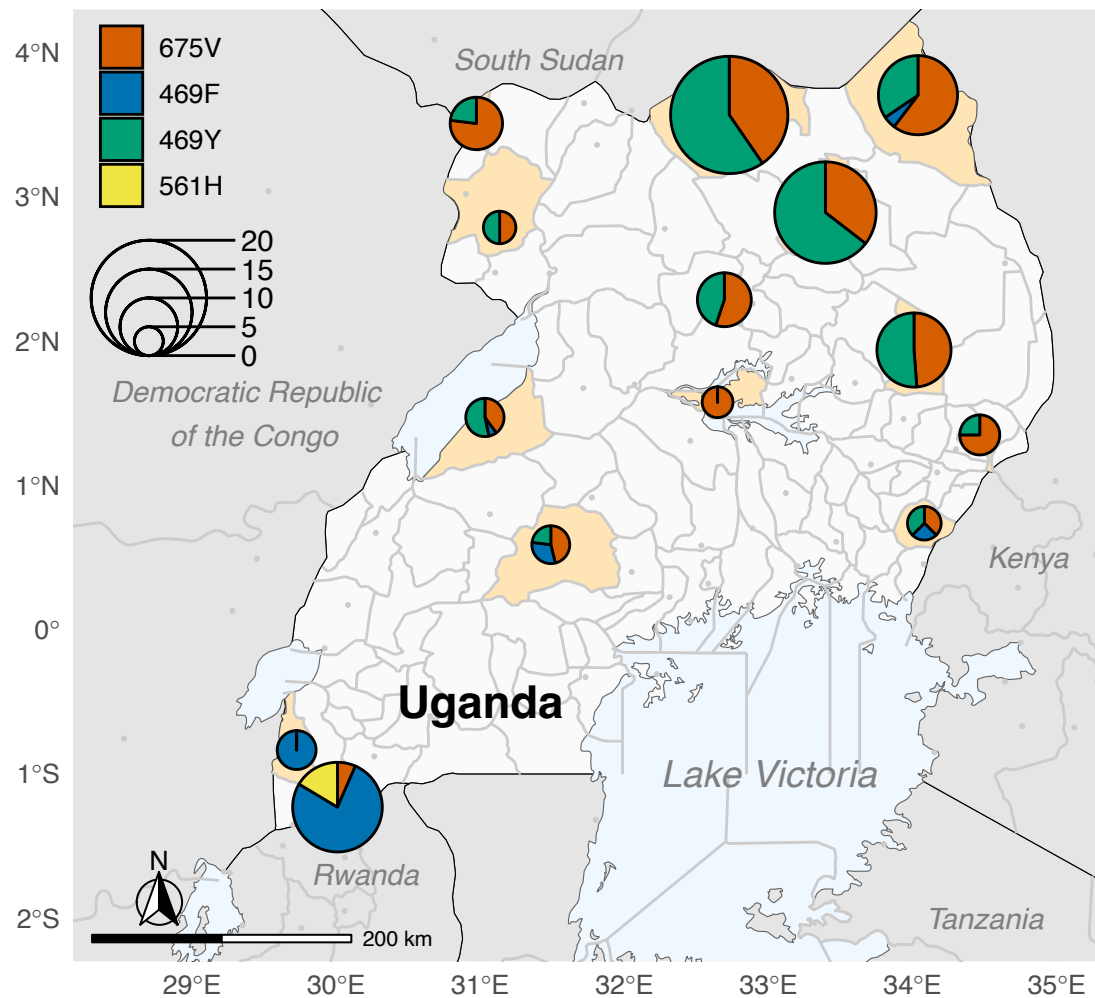 4°N
3°N
2°N
1°N
0°
1°S
2°S
675V
469F
469Y
561H
20
15
10
5
0
South Sudan
Democratic Republic
of the Congo
Kenya
Uganda
Lake Victoria
Rwanda
Tanzania
N
200 km
29°E
30°E
31°E
32°E
33°E
34°E
35°E